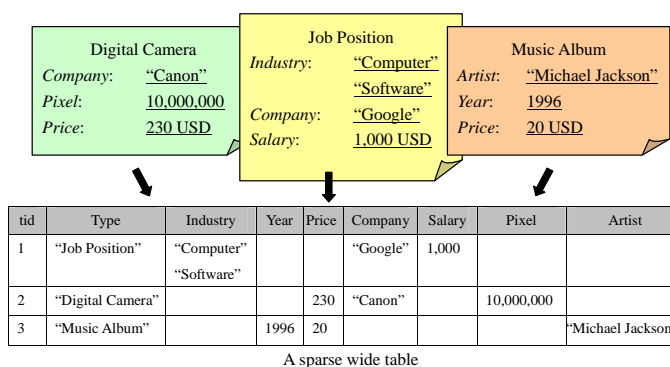 Digital Camera
Company: “Canon”
Pixel: 10,000,000
Price: 230 USD
Job Position
Industry: “Computer”
“Software”
Company: “Google”
Salary: 1,000 USD
Music Album
Artist: “Michael Jackson”
Year: 1996
Price: 20 USD
tid Type Industry Year Price Company Salary Pixel Artist
1 “Job Position” “Computer” “Google” 1,000
“Software”
2 “Digital Camera” 230 “Canon” 10,000,000
3 “Music Album” 1996 20 “Michael Jackson
A sparse wide table